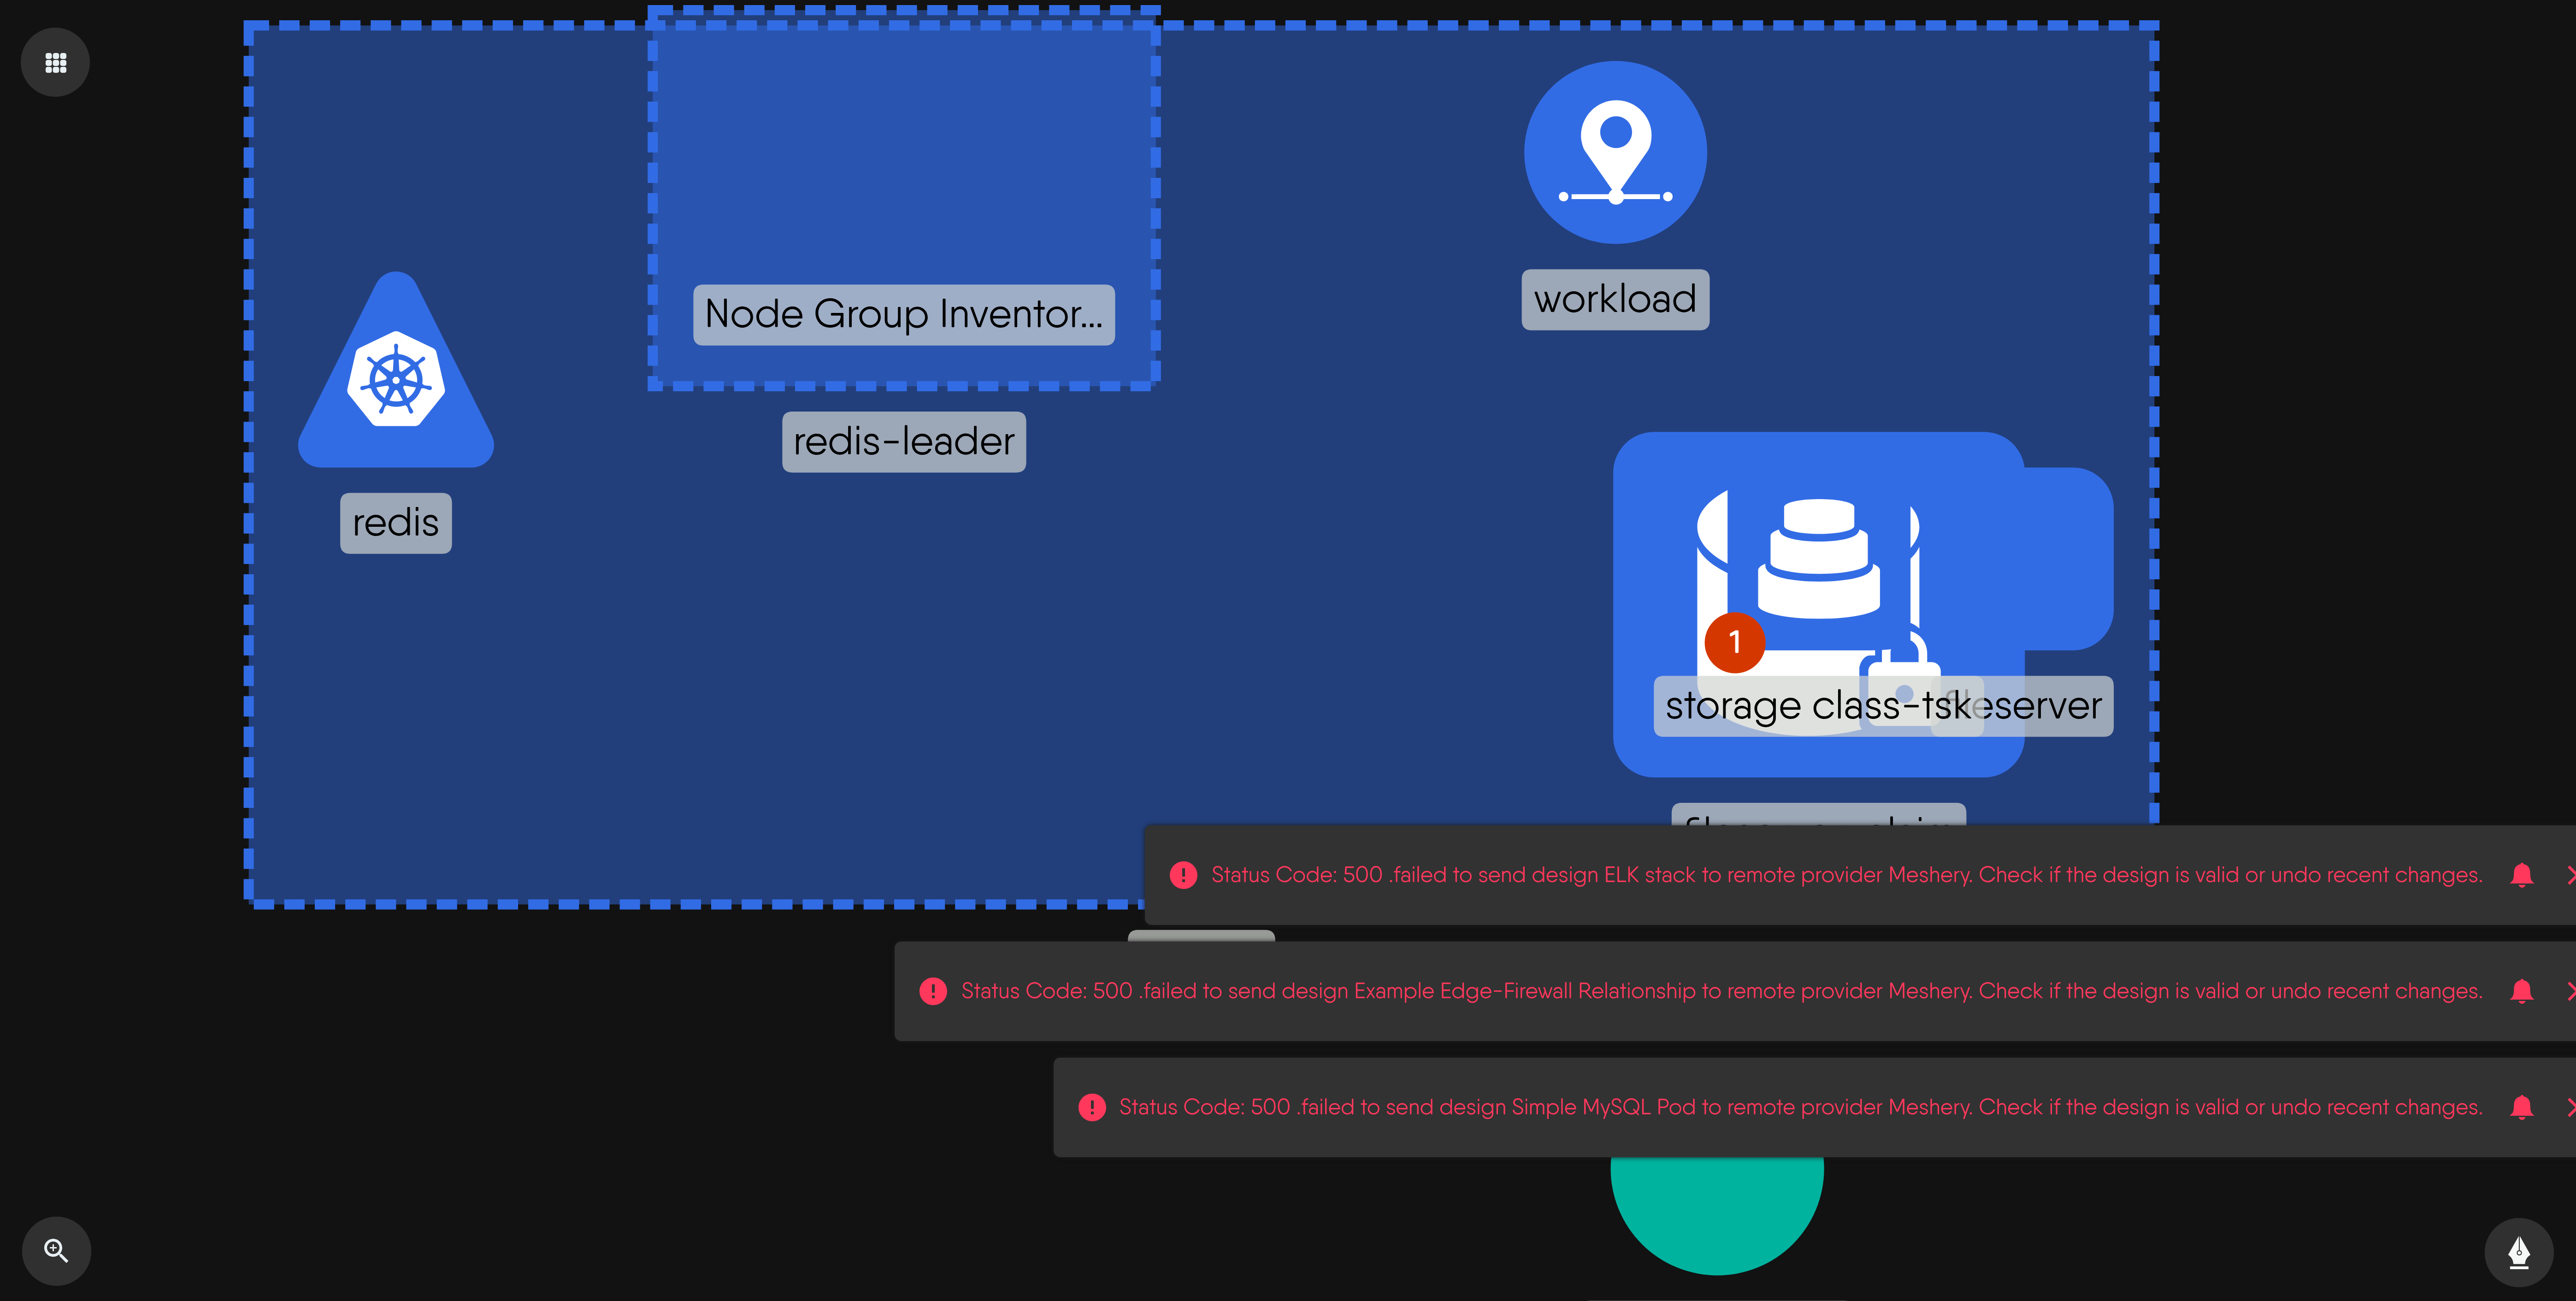 Node Group Inventor...
workload
redis-leader
redis
1
storage class-tsk
fileserver
Status Code: 500 .failed to send design ELK stack to remote provider Meshery. Check if the design is valid or undo recent changes.
Status Code: 500 .failed to send design Example Edge-Firewall Relationship to remote provider Meshery. Check if the design is valid or undo recent changes.
Status Code: 500 .failed to send design Simple MySQL Pod to remote provider Meshery. Check if the design is valid or undo recent changes.